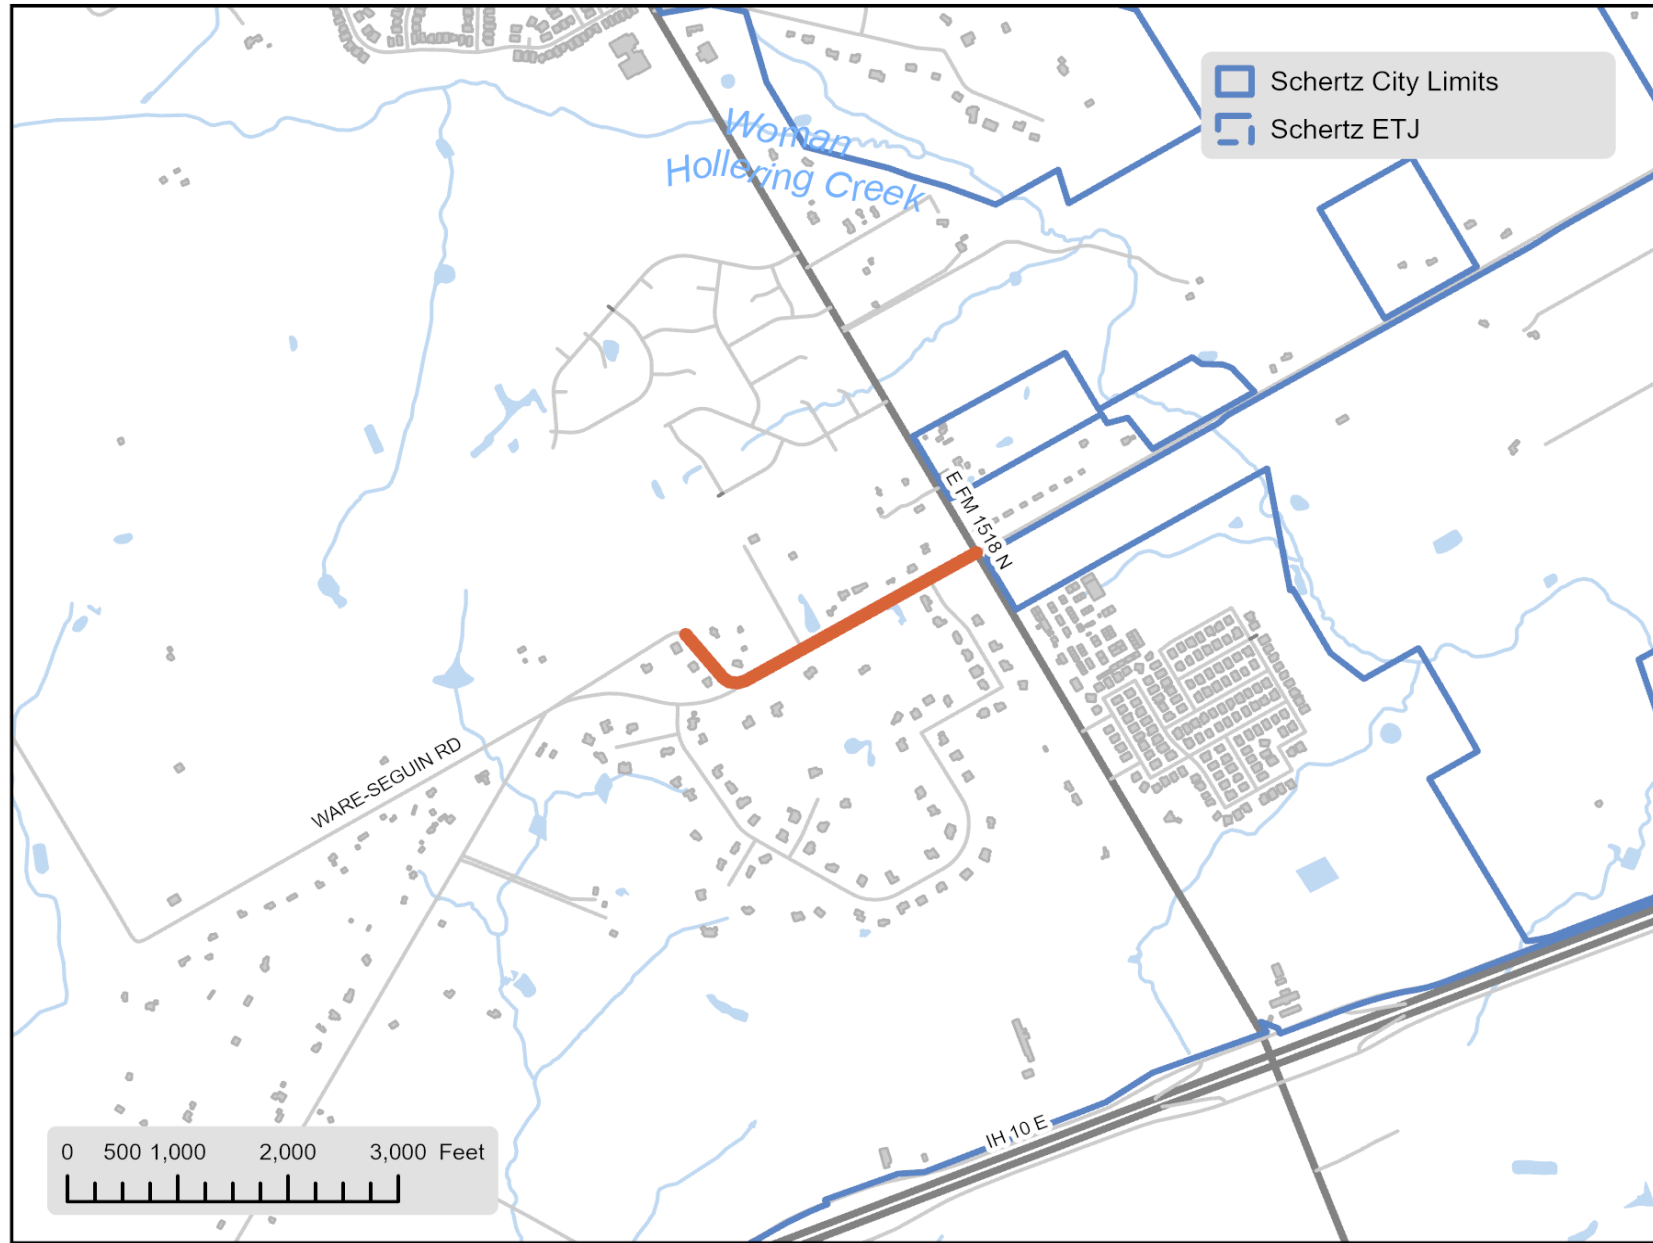 Schertz City Limits
Schertz ETJ
Woman
Hollering Creek
E FM 1518 N
WARE-SEGUIN RD
IH 10 E
0 500 1,000 2,000 3,000 Feet